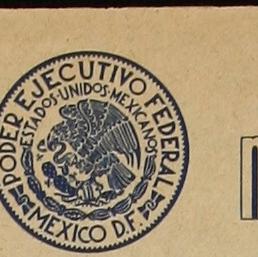 PODER EJECUTIVO FEDERAL
ESTADOS·UNIDOS·MEXICANOS
MEXICO D.F.